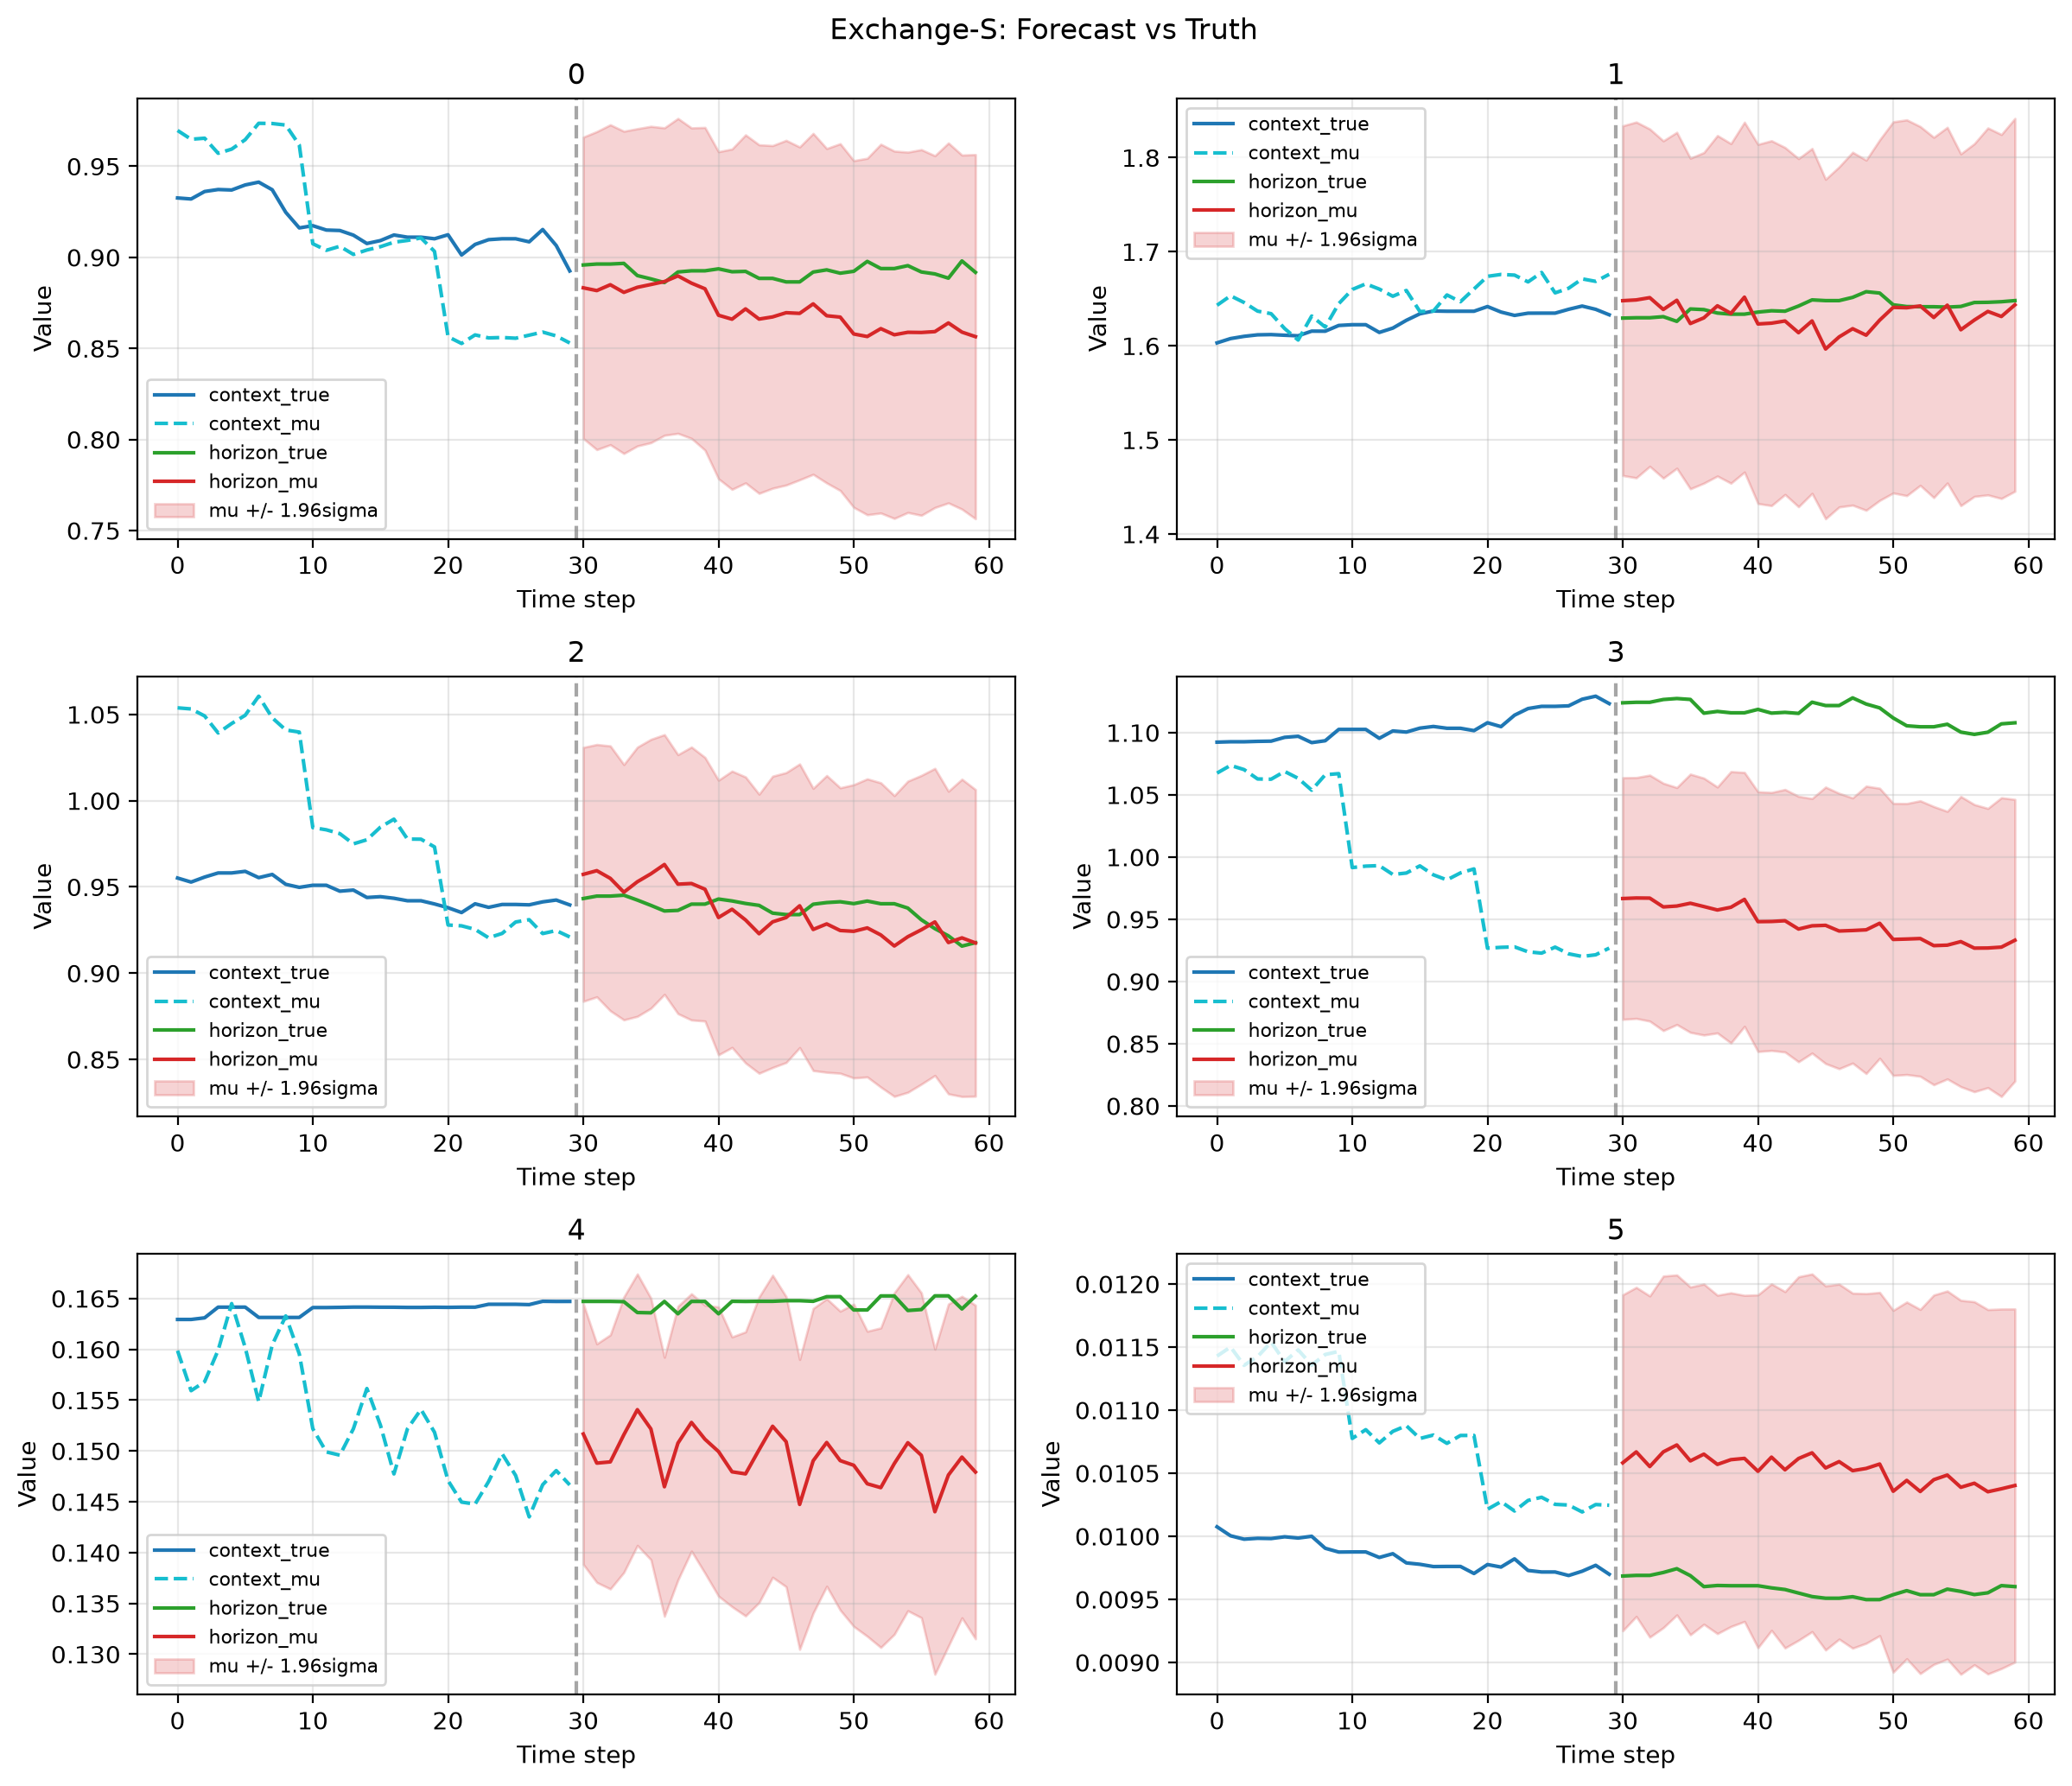 Exchange-S: Forecast vs Truth
0
Value
0.95
0.90
0.85
0.80
0.75
context_true
context_mu
horizon_true
horizon_mu
mu +/- 1.96sigma
0 10 20 30 40 50 60
Time step
1
Value
1.8
1.7
1.6
1.5
1.4
context_true
context_mu
horizon_true
horizon_mu
mu +/- 1.96sigma
0 10 20 30 40 50 60
Time step
2
Value
1.05
1.00
0.95
0.90
0.85
context_true
context_mu
horizon_true
horizon_mu
mu +/- 1.96sigma
0 10 20 30 40 50 60
Time step
3
Value
1.10
1.05
1.00
0.95
0.90
0.85
0.80
context_true
context_mu
horizon_true
horizon_mu
mu +/- 1.96sigma
0 10 20 30 40 50 60
Time step
4
Value
0.165
0.160
0.155
0.150
0.145
0.140
0.135
0.130
context_true
context_mu
horizon_true
horizon_mu
mu +/- 1.96sigma
0 10 20 30 40 50 60
Time step
5
Value
0.0120
0.0115
0.0110
0.0105
0.0100
0.0095
0.0090
context_true
context_mu
horizon_true
horizon_mu
mu +/- 1.96sigma
0 10 20 30 40 50 60
Time step